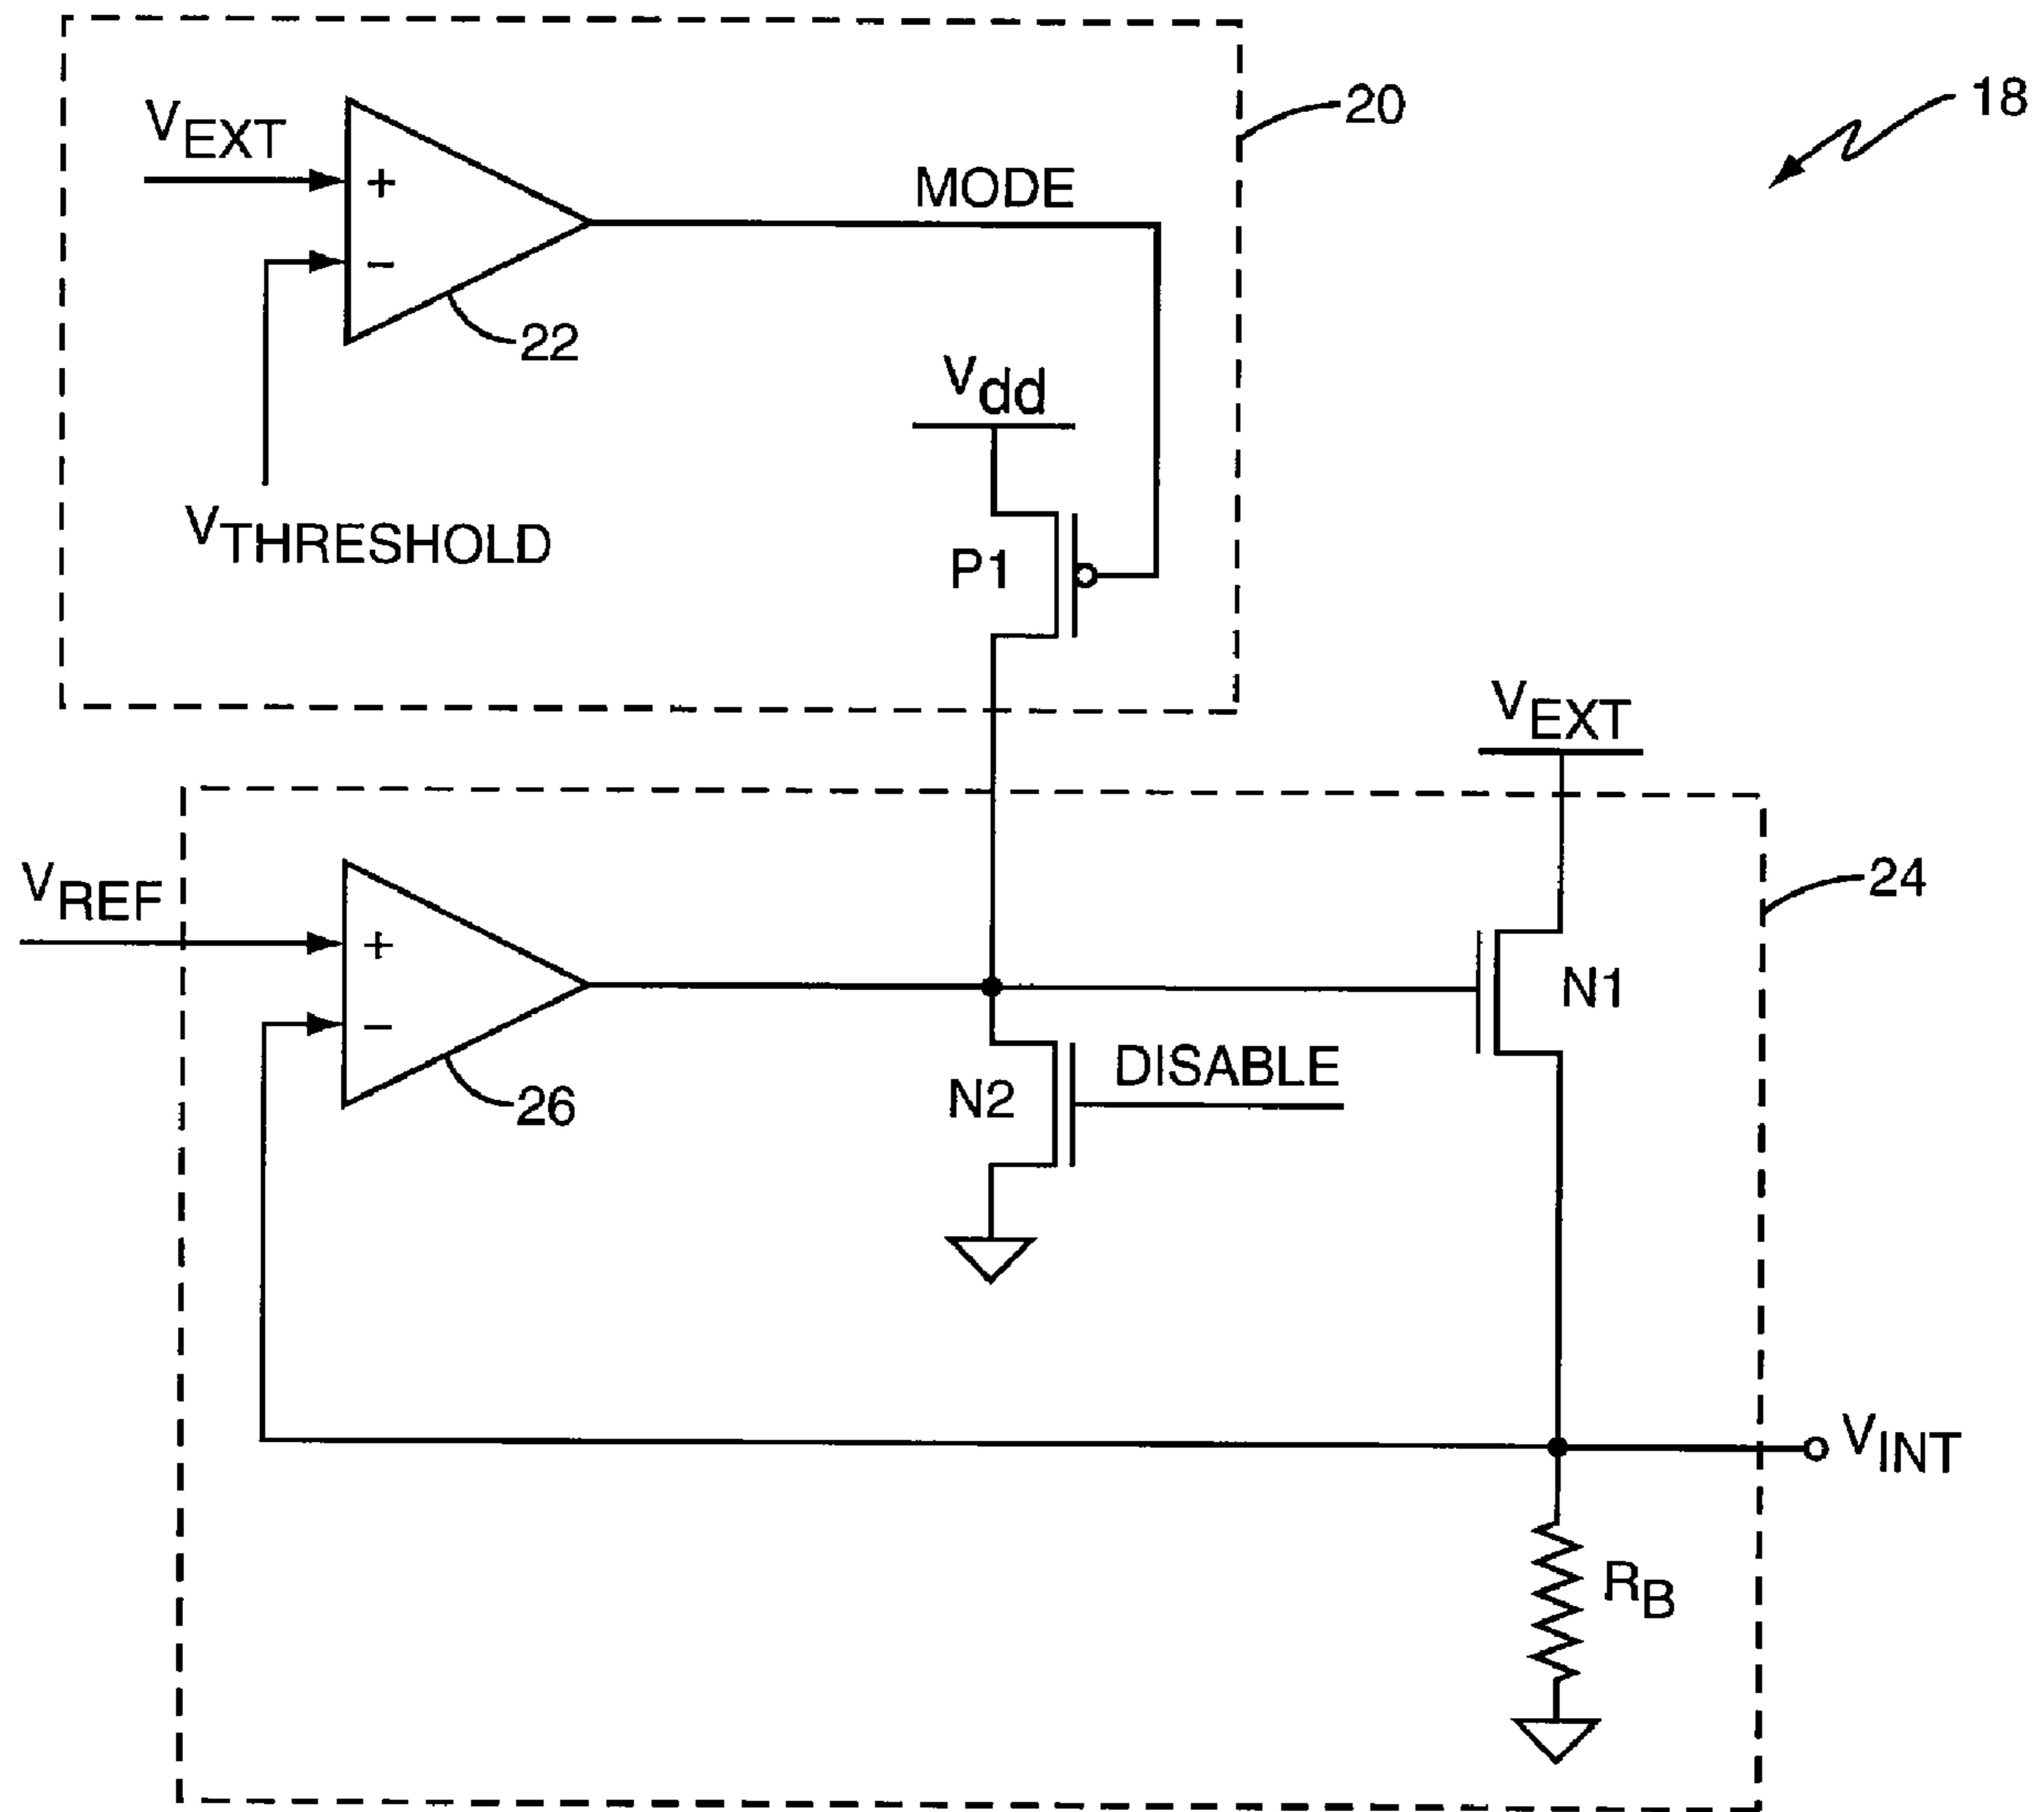 20
18
VEXT
+
MODE
−
22
Vdd
VTHRESHOLD
P1
VEXT
VREF
24
+
N1
−
DISABLE
N2
26
VINT
RB